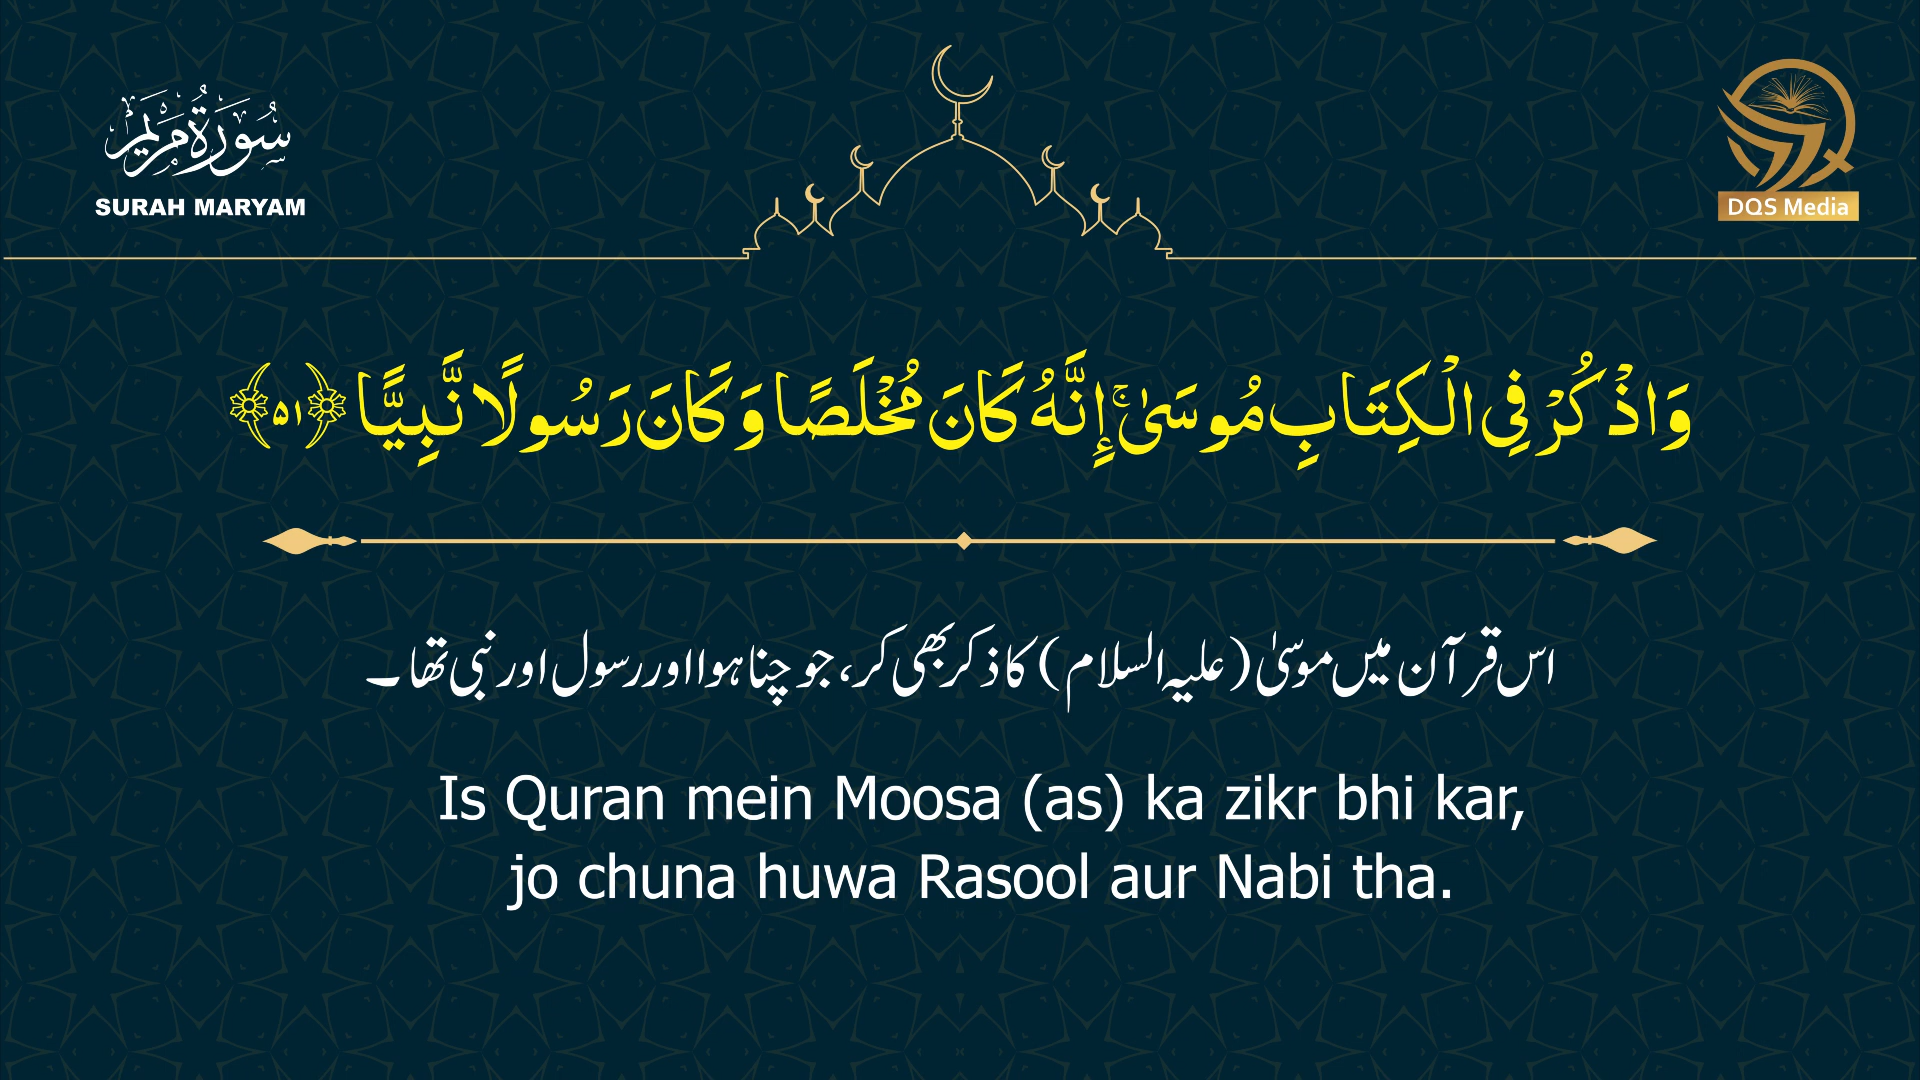 سُورَةُ مَرْيَم
SURAH MARYAM
DQS Media
وَاذْكُرْ فِي الْكِتَابِ مُوسَىٰ ۚ إِنَّهُ كَانَ مُخْلَصًا وَكَانَ رَسُولًا نَّبِيًّا ﴿۵۱﴾
اس قرآن میں موسیٰ (علیہ السلام) کا ذکر بھی کر، جو چنا ہوا اور رسول اور نبی تھا۔
Is Quran mein Moosa (as) ka zikr bhi kar,
jo chuna huwa Rasool aur Nabi tha.